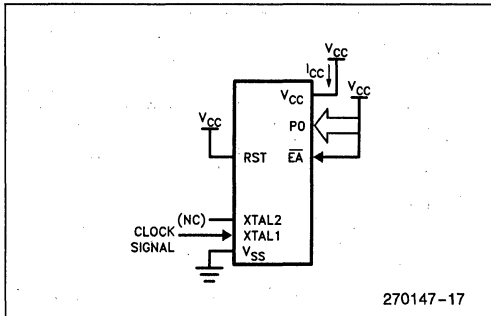 VCC
ICC
VCC
VCC
P0
VCC
RST
EA
(NC)
XTAL2
CLOCK SIGNAL
XTAL1
VSS
270147-17